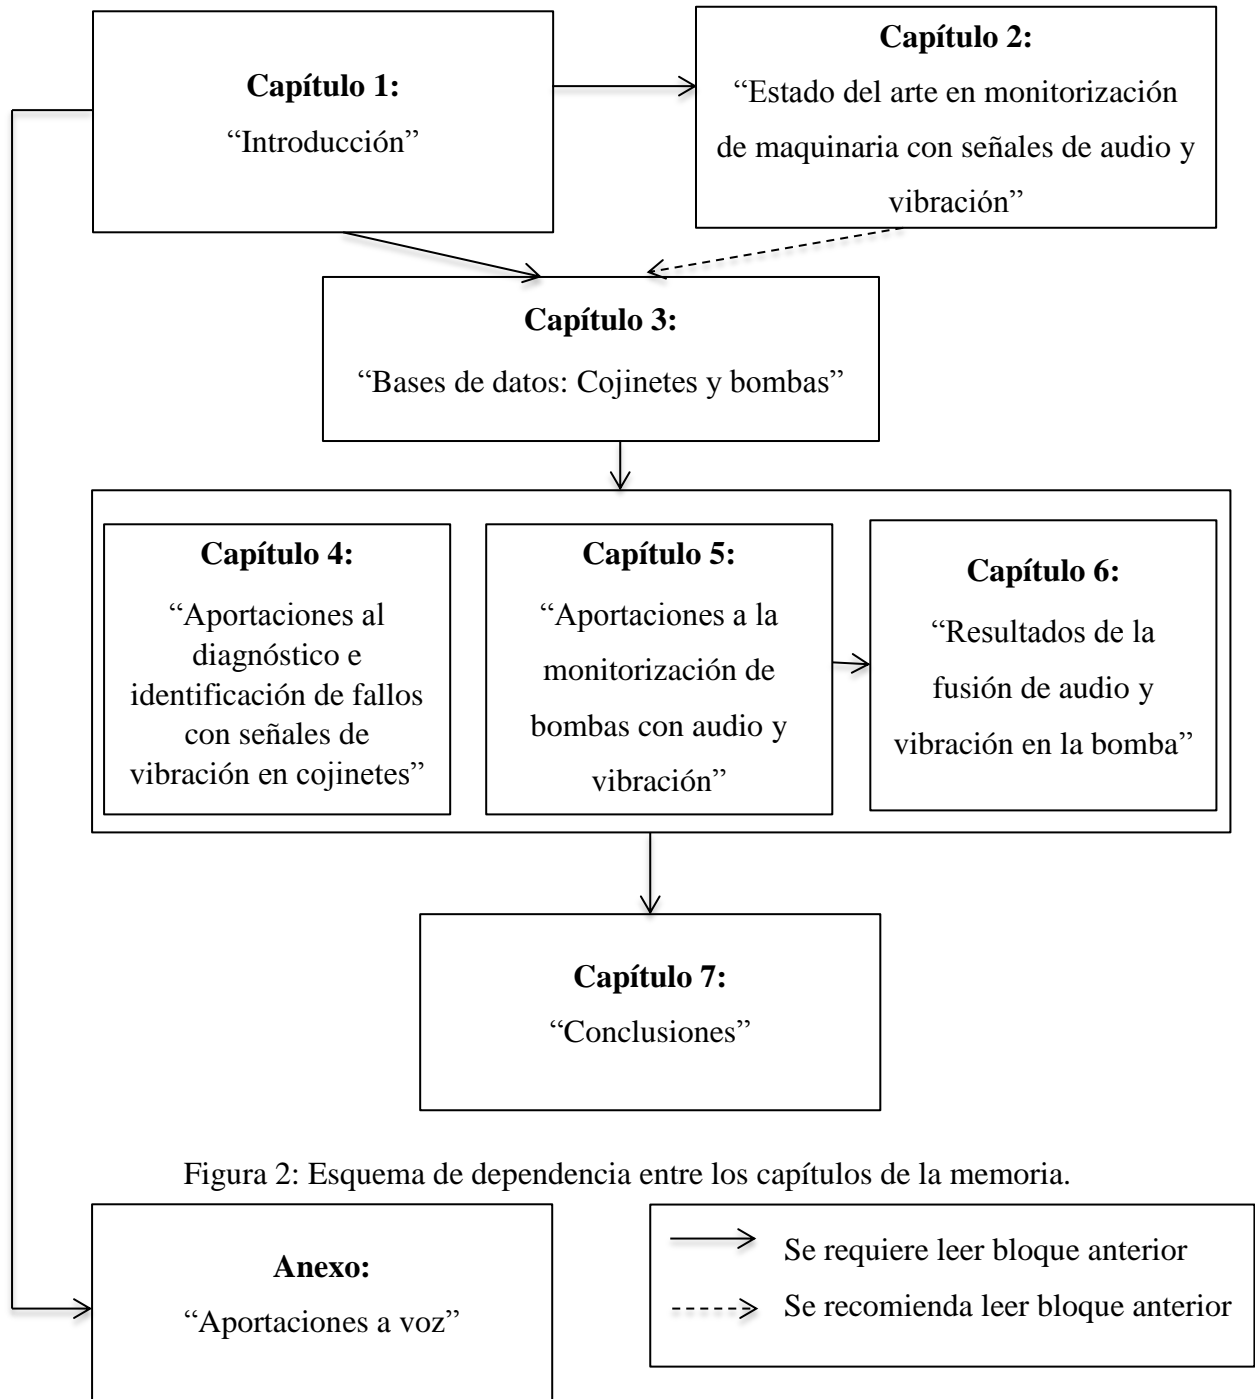 Capítulo 1:
“Introducción”
Capítulo 2:
“Estado del arte en monitorización
de maquinaria con señales de audio y
vibración”
Capítulo 3:
“Bases de datos: Cojinetes y bombas”
Capítulo 4:
“Aportaciones al
diagnóstico e
identificación de fallos
con señales de
vibración en cojinetes”
Capítulo 5:
“Aportaciones a la
monitorización de
bombas con audio y
vibración”
Capítulo 6:
“Resultados de la
fusión de audio y
vibración en la bomba”
Capítulo 7:
“Conclusiones”
Figura 2: Esquema de dependencia entre los capítulos de la memoria.
Anexo:
“Aportaciones a voz”
Se requiere leer bloque anterior
Se recomienda leer bloque anterior